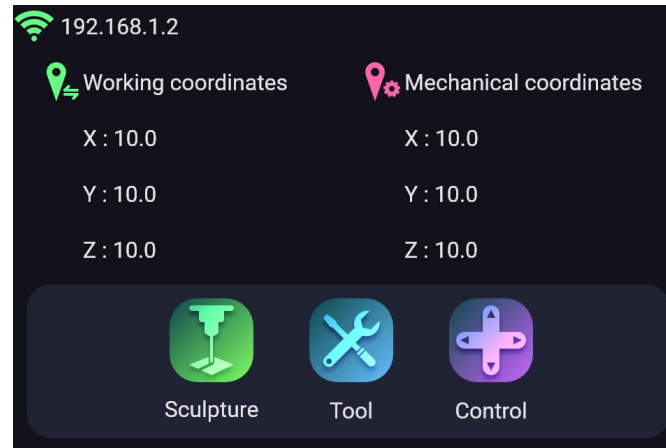 192.168.1.2
Working coordinates
Mechanical coordinates
X : 10.0
X : 10.0
Y : 10.0
Y : 10.0
Z : 10.0
Z : 10.0
Sculpture
Tool
Control